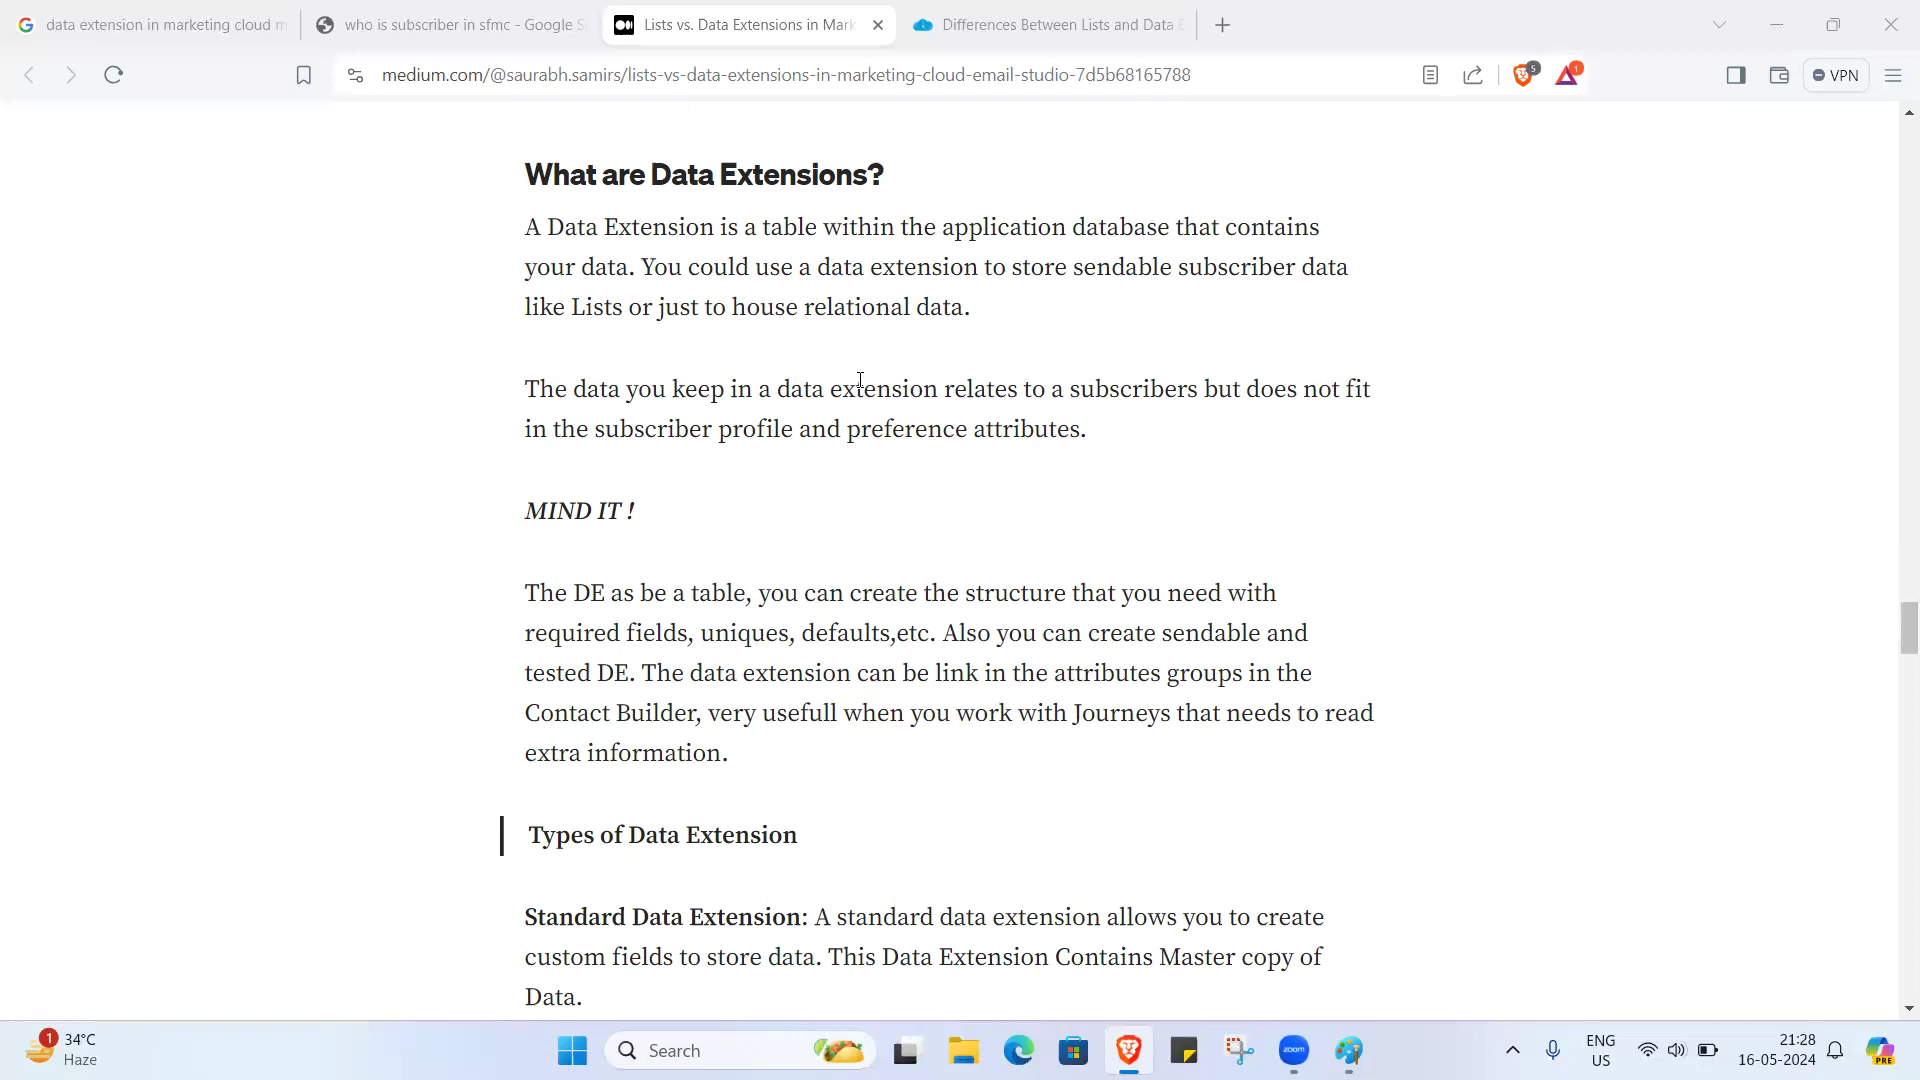 data extension in marketing cloud m
who is subscriber in sfmc - Google S
Lists vs. Data Extensions in Mark
Differences Between Lists and Data E
medium.com/@saurabh.samirs/lists-vs-data-extensions-in-marketing-cloud-email-studio-7d5b68165788
5
1
VPN
What are Data Extensions?
A Data Extension is a table within the application database that contains
your data. You could use a data extension to store sendable subscriber data
like Lists or just to house relational data.
The data you keep in a data extension relates to a subscribers but does not fit
in the subscriber profile and preference attributes.
MIND IT !
The DE as be a table, you can create the structure that you need with
required fields, uniques, defaults,etc. Also you can create sendable and
tested DE. The data extension can be link in the attributes groups in the
Contact Builder, very usefull when you work with Journeys that needs to read
extra information.
Types of Data Extension
Standard Data Extension: A standard data extension allows you to create
custom fields to store data. This Data Extension Contains Master copy of
Data.
1
34°C
Haze
Search
zoom
ENG
US
21:28
16-05-2024
PRE